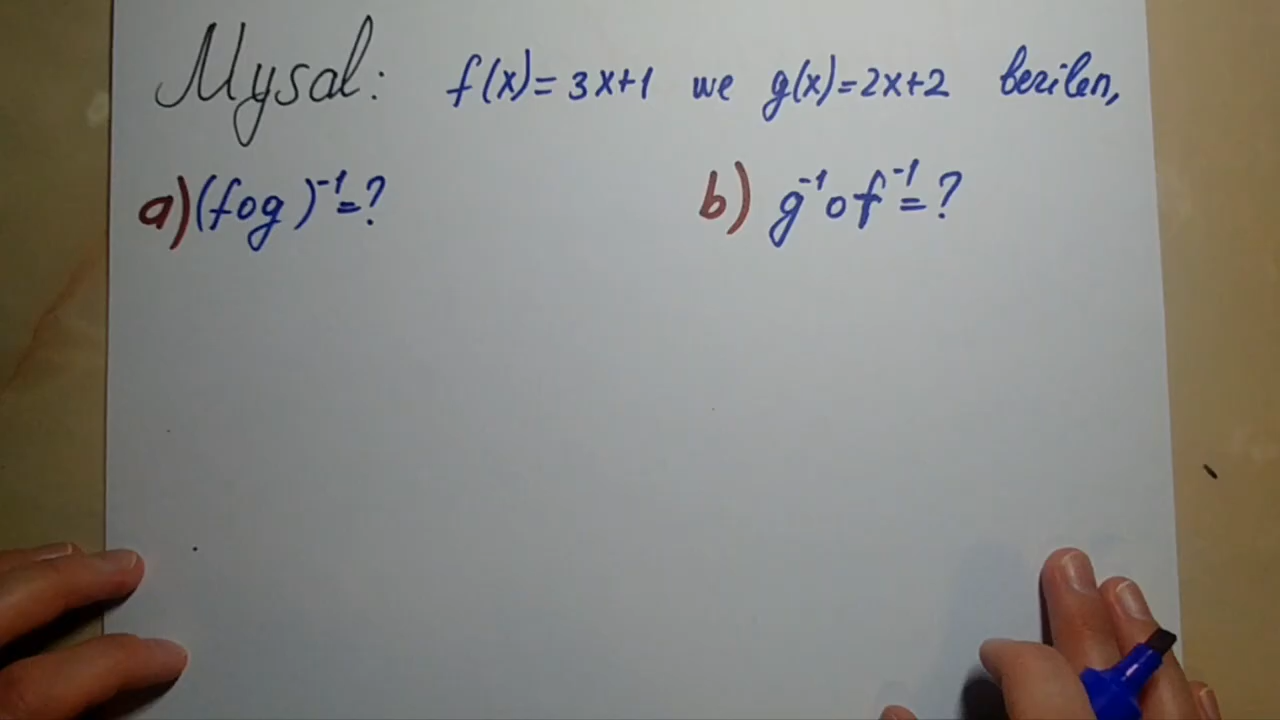 Mysal: f(x)=3x+1 we g(x)=2x+2 berilen,
a) (fog)⁻¹=? b) g⁻¹of⁻¹=?